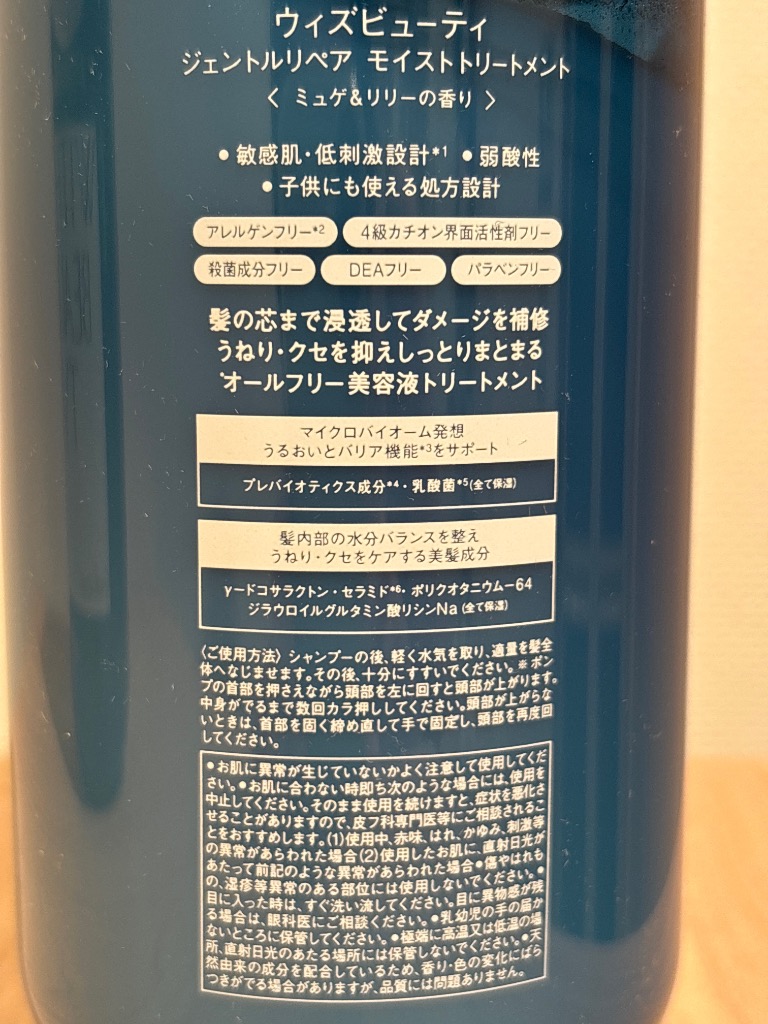 ウィズビューティ
ジェントルリペア モイストトリートメント
〈 ミュゲ&リリーの香り 〉
●敏感肌・低刺激設計*1 ●弱酸性
●子供にも使える処方設計
アレルゲンフリー*2 4級カチオン界面活性剤フリー
殺菌成分フリー DEAフリー パラベンフリー
髪の芯まで浸透してダメージを補修
うねり・クセを抑えしっとりまとまる
オールフリー美容液トリートメント
マイクロバイオーム発想
うるおいとバリア機能*3をサポート
プレバイオティクス成分*4・乳酸菌*5(全て保湿)
髪内部の水分バランスを整え
うねり・クセをケアする美髪成分
γードコサラクトン・セラミド*6・ポリクオタニウムー64
ジラウロイルグルタミン酸リシンNa (全て保湿)
〈ご使用方法〉シャンプーの後、軽く水気を取り、適量を髪全
体へなじませます。その後、十分にすすいでください。※ポン
プの首部を押さえながら頭部を左に回すと頭部が上がります。
中身がでるまで数回カラ押ししてください。頭部が上がらな
いときは、首部を固く締め直して手で固定し、頭部を再度回
してください。
●お肌に異常が生じていないかよく注意して使用してくだ
さい。●お肌に合わない時即ち次のような場合には、使用を
中止してください。そのまま使用を続けますと、症状を悪化さ
せることがありますので、皮フ科専門医等にご相談されるこ
とをおすすめします。(1)使用中、赤味、はれ、かゆみ、刺激等
の異常があらわれた場合(2)使用したお肌に、直射日光が
あたって前記のような異常があらわれた場合●傷やはれも
の、湿疹等異常のある部位には使用しないでください。●
目に入った時は、すぐ洗い流してください。目に異物感が残
る場合は、眼科医にご相談ください。●乳幼児の手の届か
ないところに保管してください。●極端に高温又は低温の場
所、直射日光のあたる場所には保管しないでください。●天
然由来の成分を配合しているため、香り・色の変化にばら
つきがでる場合がありますが、品質には問題ありません。